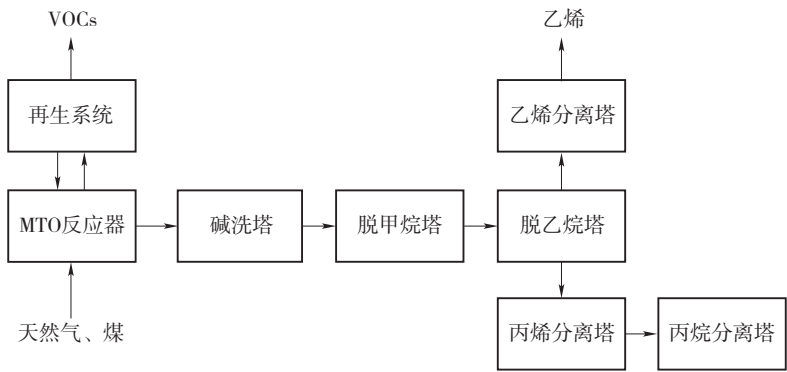 VOCs
乙烯
再生系统
乙烯分离塔
MTO反应器
碱洗塔
脱甲烷塔
脱乙烷塔
天然气、煤
丙烯分离塔
丙烷分离塔